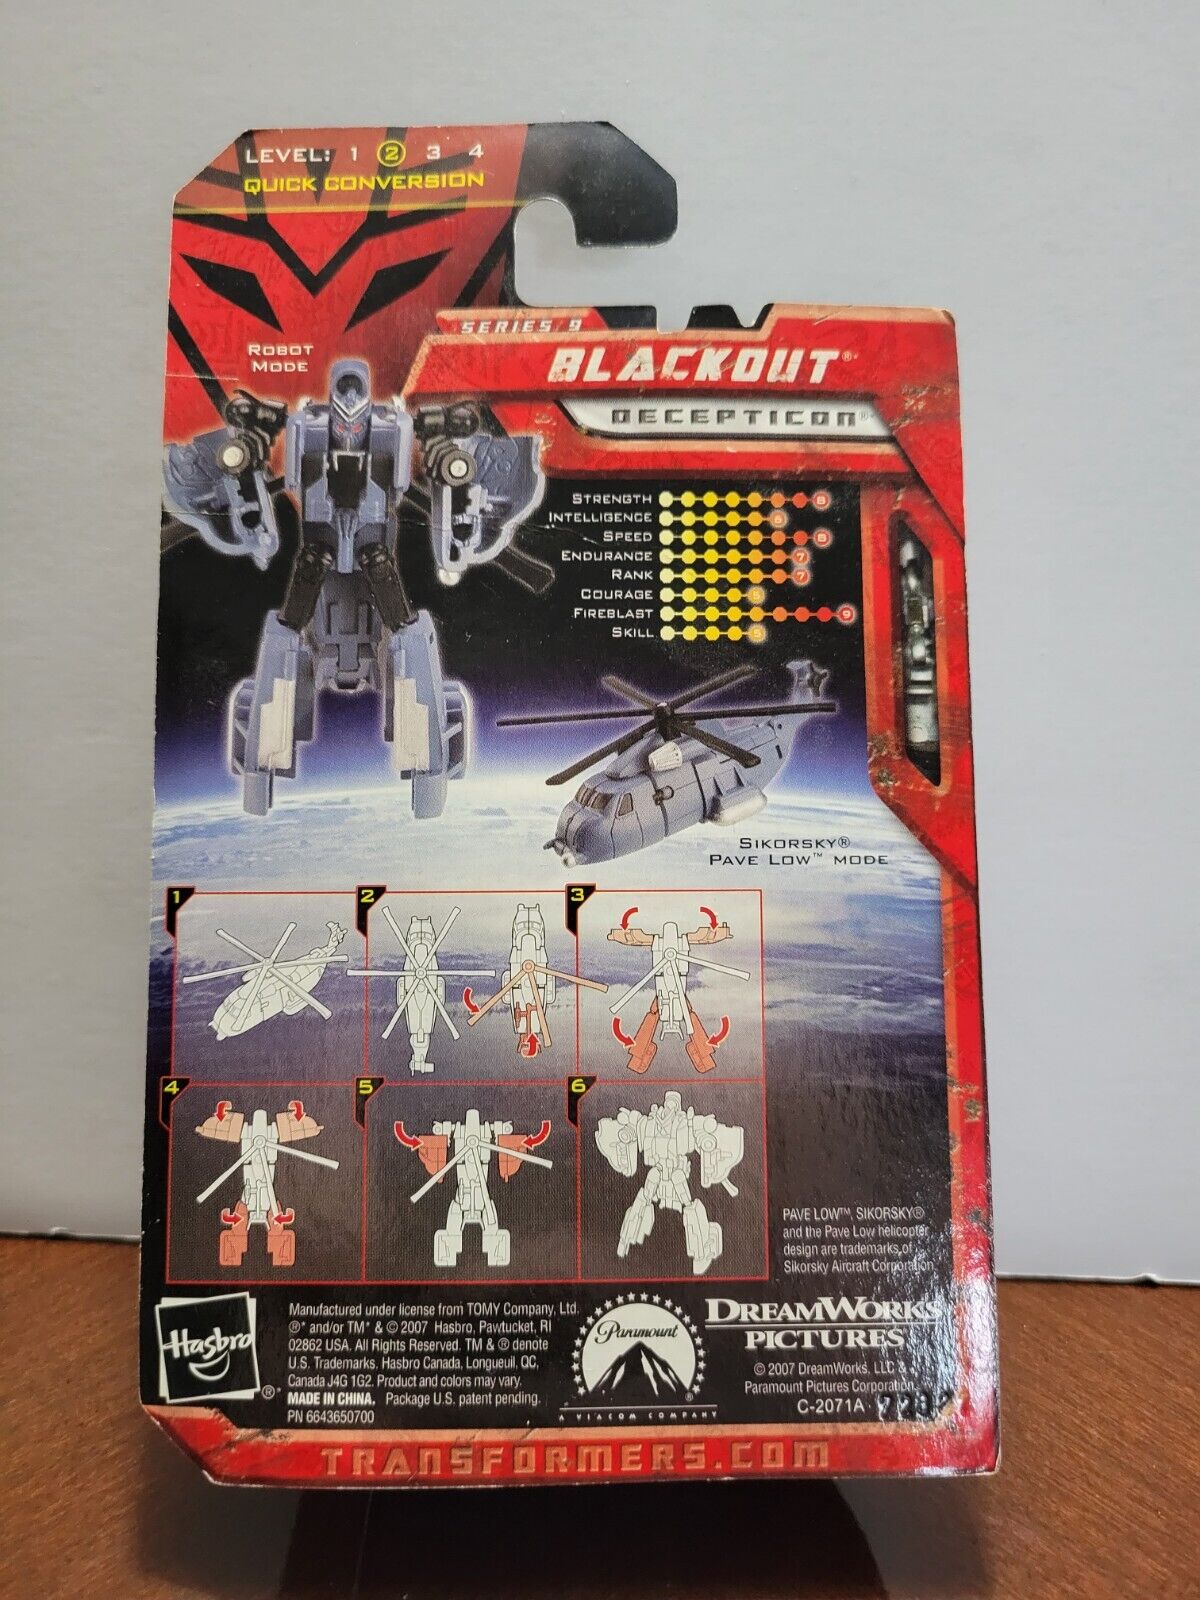 LEVEL: 1 2 3 4
QUICK CONVERSION
SERIES 9
BLACKOUT®
DECEPTICON®
ROBOT
MODE
STRENGTH 8
INTELLIGENCE 6
SPEED 8
ENDURANCE 7
RANK 7
COURAGE 5
FIREBLAST 9
SKILL 5
SIKORSKY®
PAVE LOW™ MODE
1
2
3
4
5
6
PAVE LOW™, SIKORSKY®
and the Pave Low helicopter
design are trademarks of
Sikorsky Aircraft Corporation.
Hasbro
®*
Manufactured under license from TOMY Company, Ltd.
®* and/or TM* & © 2007 Hasbro, Pawtucket, RI
02862 USA. All Rights Reserved. TM & ® denote
U.S. Trademarks. Hasbro Canada, Longueuil, QC,
Canada J4G 1G2. Product and colors may vary.
MADE IN CHINA. Package U.S. patent pending.
PN 6643650700
Paramount
®
A VIACOM COMPANY
DREAMWORKS
PICTURES
© 2007 DreamWorks, LLC &
Paramount Pictures Corporation.
C-2071A
TRANSFORMERS.COM